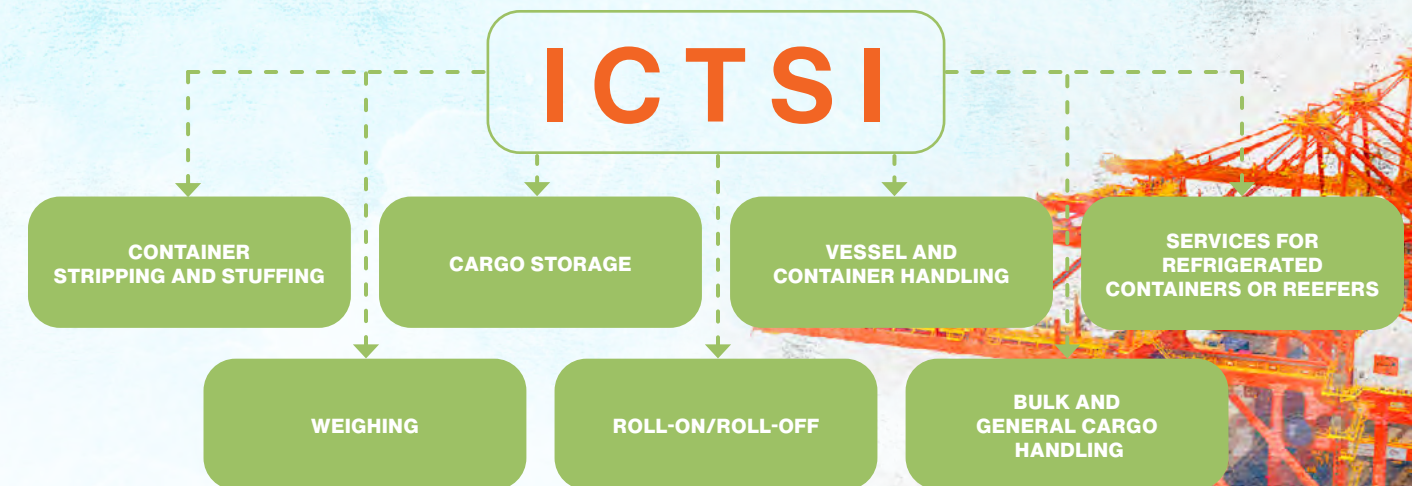 ICTSI
CONTAINER
STRIPPING AND STUFFING
CARGO STORAGE
VESSEL AND
CONTAINER HANDLING
SERVICES FOR
REFRIGERATED
CONTAINERS OR REEFERS
WEIGHING
ROLL-ON/ROLL-OFF
BULK AND
GENERAL CARGO
HANDLING